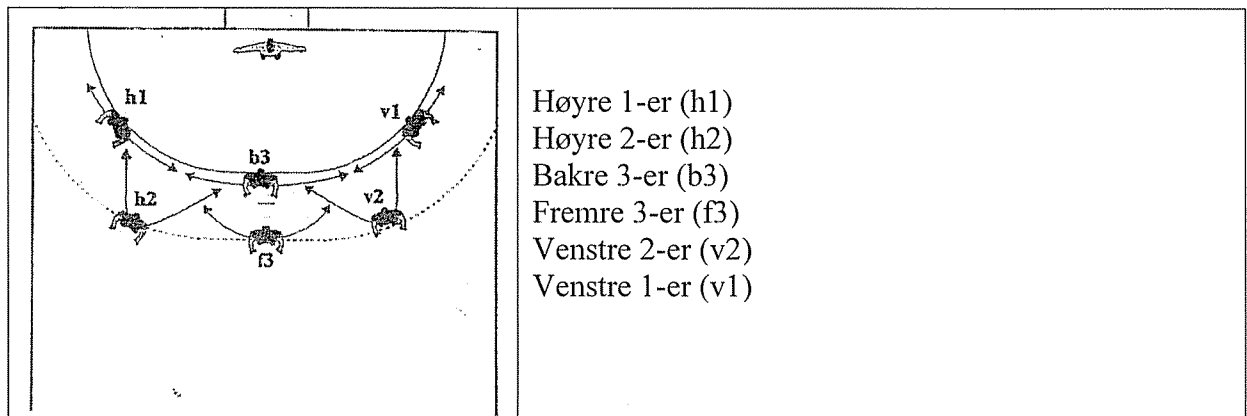 h1
v1
b3
h2
v2
f3
Høyre 1-er (h1)
Høyre 2-er (h2)
Bakre 3-er (b3)
Fremre 3-er (f3)
Venstre 2-er (v2)
Venstre 1-er (v1)